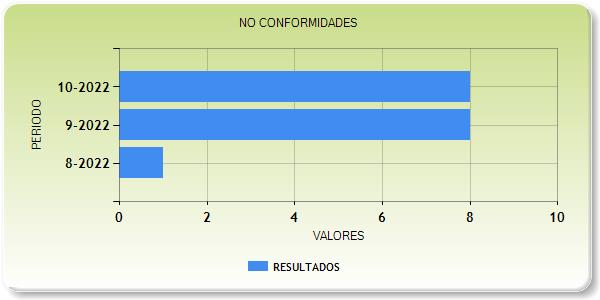 NO CONFORMIDADES
PERIODO
10-2022
9-2022
8-2022
0 2 4 6 8 10
VALORES
RESULTADOS